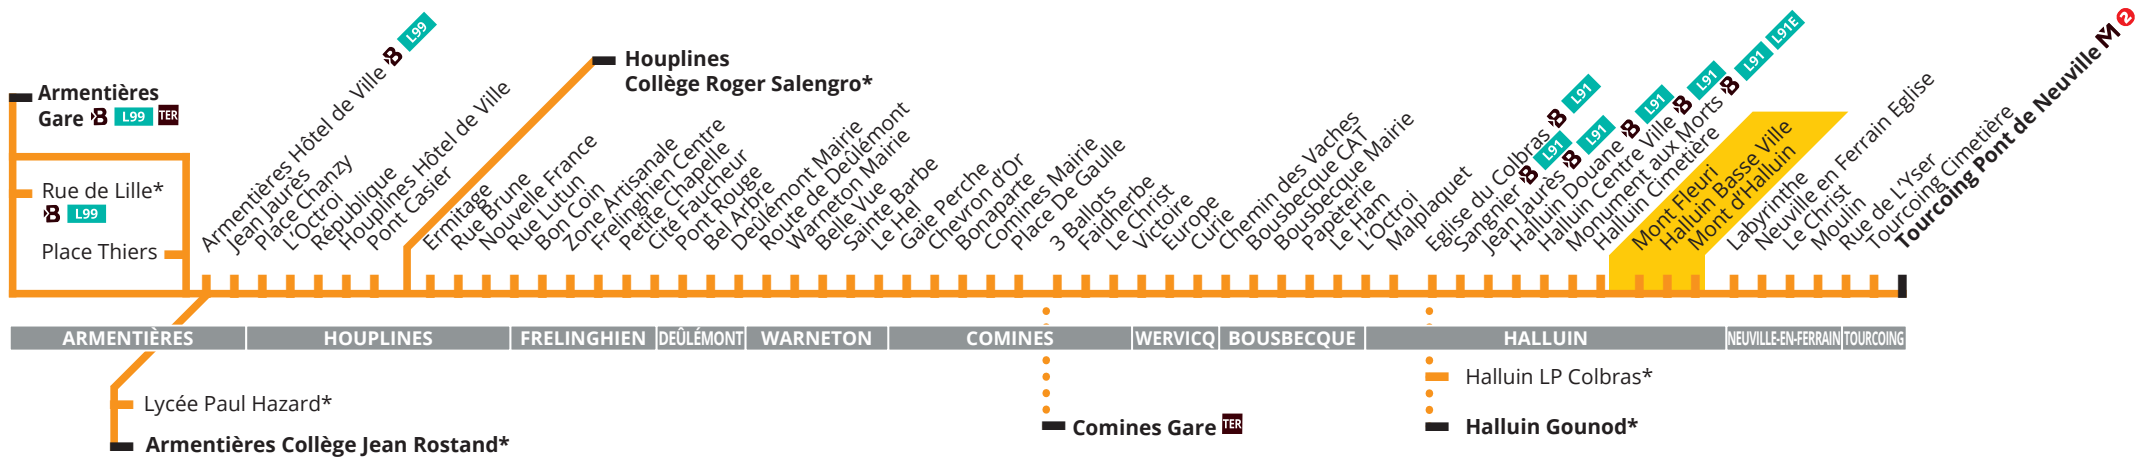 Armentières
Gare B L99 TER
Rue de Lille*
B L99
Place Thiers
Armentières Hôtel de Ville B L99
Jean Jaurès
Place Chanzy
L'Octroi
République
Houplines Hôtel de Ville
Pont Casier
Houplines
Collège Roger Salengro*
Ermitage
Rue Brune
Nouvelle France
Rue Lutun
Bon Coin
Zone Artisanale
Frelinghien Centre
Petite Chapelle
Cité Faucheur
Pont Rouge
Bel Arbre
Deûlémont Mairie
Route de Deûlémont
Warneton Mairie
Belle Vue
Sainte Barbe
Le Hel
Gaie Perche
Chevron d'Or
Bonaparte
Comines Mairie
Place De Gaulle
3 Ballots
Faidherbe
Le Christ
Victoire
Europe
Curie
Chemin des Vaches
Bousbecque CAT
Bousbecque Mairie
Papeterie
Le Ham
L'Octroi
Malplaquet
Eglise du Colbras B L91
Sangnier B L91
Jean Jaurès B L91
Halluin Douane B L91
Halluin Centre Ville B L91
Monument aux Morts B L91 L91E
Halluin Cimetière
Mont Fleuri
Halluin Basse Ville
Mont d'Halluin
Labyrinthe
Neuville en Ferrain Eglise
Le Christ
Moulin
Rue de L'Yser
Tourcoing Cimetière
Tourcoing Pont de Neuville M 2
ARMENTIÈRES
HOUPLINES
FRELINGHIEN
DEÛLÉMONT
WARNETON
COMINES
WERVICQ
BOUSBECQUE
HALLUIN
NEUVILLE-EN-FERRAIN
TOURCOING
Lycée Paul Hazard*
Armentières Collège Jean Rostand*
Comines Gare TER
Halluin LP Colbras*
Halluin Gounod*